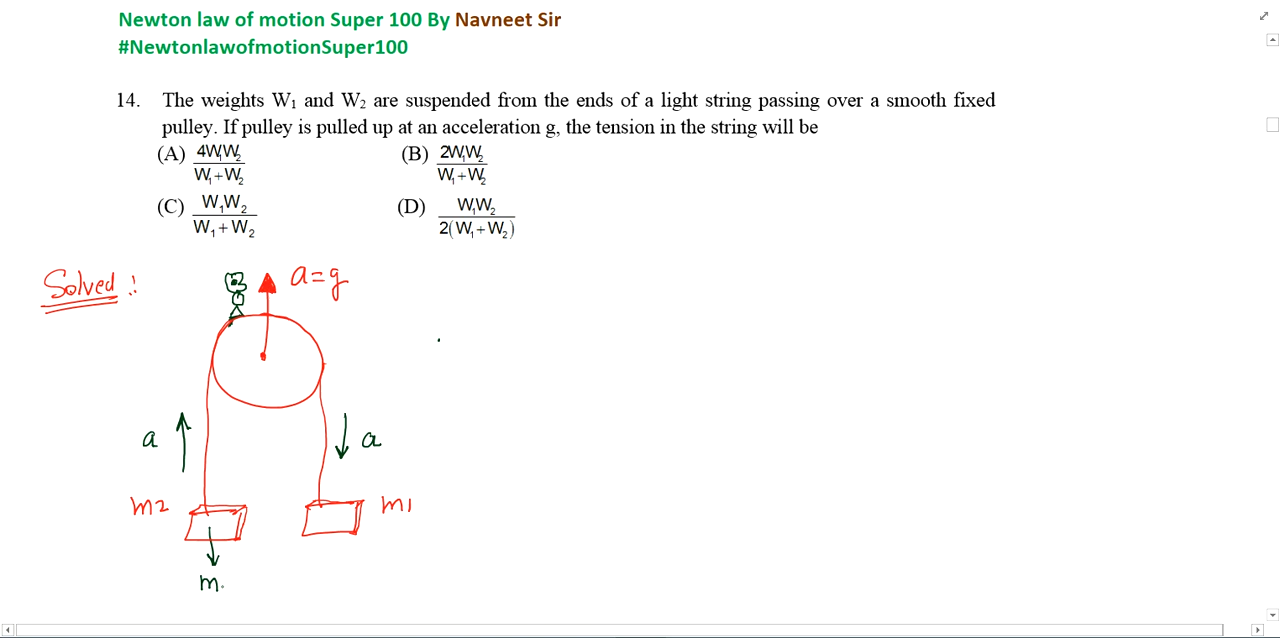 Newton law of motion Super 100 By Navneet Sir
#NewtonlawofmotionSuper100
14. The weights W₁ and W₂ are suspended from the ends of a light string passing over a smooth fixed
pulley. If pulley is pulled up at an acceleration g, the tension in the string will be
(A) 4W₁W₂ / W₁+W₂ (B) 2W₁W₂ / W₁+W₂
(C) W₁W₂ / W₁+W₂ (D) W₁W₂ / 2(W₁+W₂)
Solved :
a=g
a a
m2 m1
m.